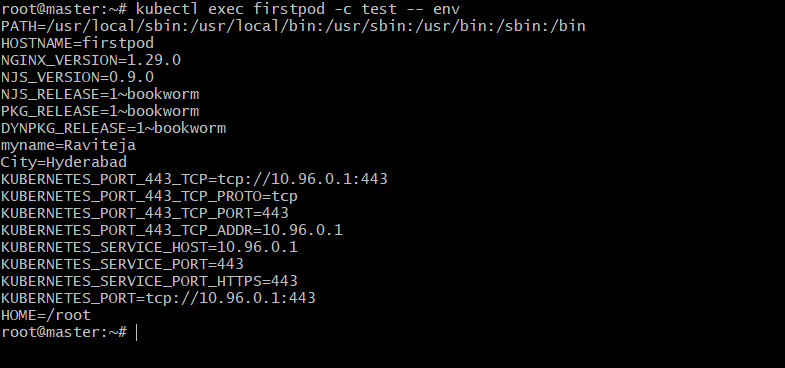 root@master:~# kubectl exec firstpod -c test -- env
PATH=/usr/local/sbin:/usr/local/bin:/usr/sbin:/usr/bin:/sbin:/bin
HOSTNAME=firstpod
NGINX_VERSION=1.29.0
NJS_VERSION=0.9.0
NJS_RELEASE=1~bookworm
PKG_RELEASE=1~bookworm
DYNPKG_RELEASE=1~bookworm
myname=Raviteja
City=Hyderabad
KUBERNETES_PORT_443_TCP=tcp://10.96.0.1:443
KUBERNETES_PORT_443_TCP_PROTO=tcp
KUBERNETES_PORT_443_TCP_PORT=443
KUBERNETES_PORT_443_TCP_ADDR=10.96.0.1
KUBERNETES_SERVICE_HOST=10.96.0.1
KUBERNETES_SERVICE_PORT=443
KUBERNETES_SERVICE_PORT_HTTPS=443
KUBERNETES_PORT=tcp://10.96.0.1:443
HOME=/root
root@master:~#